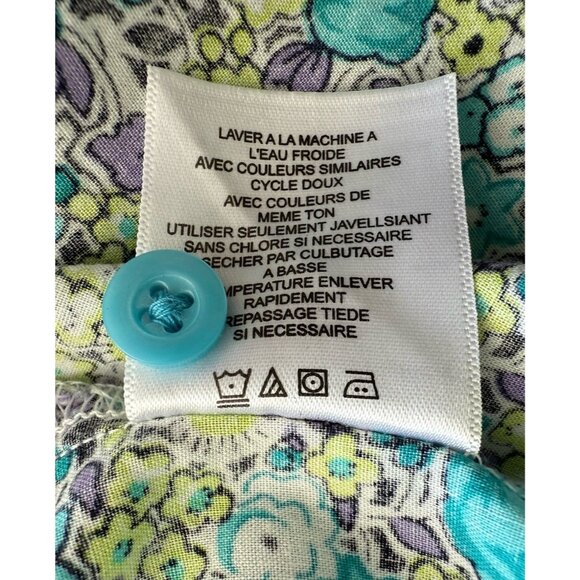 LAVER A LA MACHINE A
L'EAU FROIDE
AVEC COULEURS SIMILAIRES
CYCLE DOUX
AVEC COULEURS DE
MEME TON
UTILISER SEULEMENT JAVELLSIANT
SANS CHLORE SI NECESSAIRE
SECHER PAR CULBUTAGE
A BASSE
TEMPERATURE ENLEVER
RAPIDEMENT
REPASSAGE TIEDE
SI NECESSAIRE